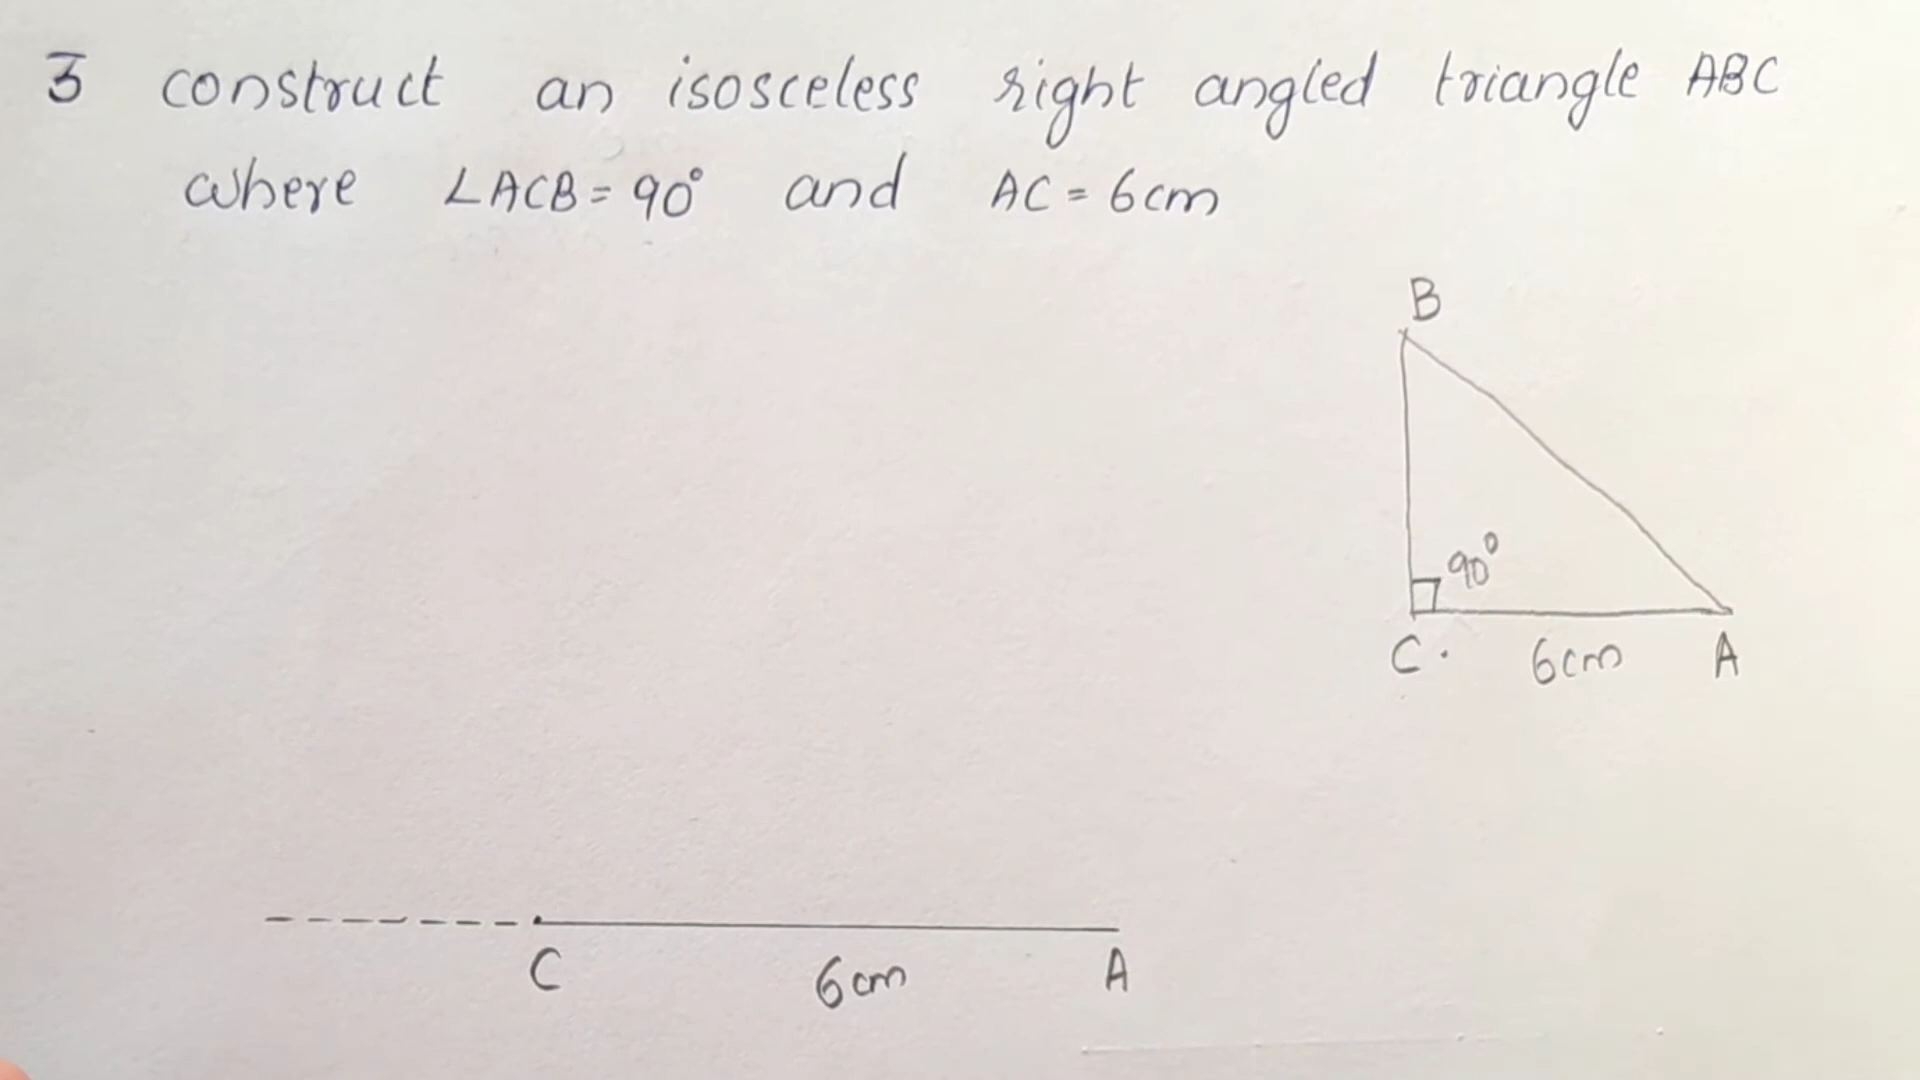 3 construct an isosceless right angled triangle ABC
where ∠ACB = 90° and AC = 6cm
B
90°
C . 6cm A
C 6cm A